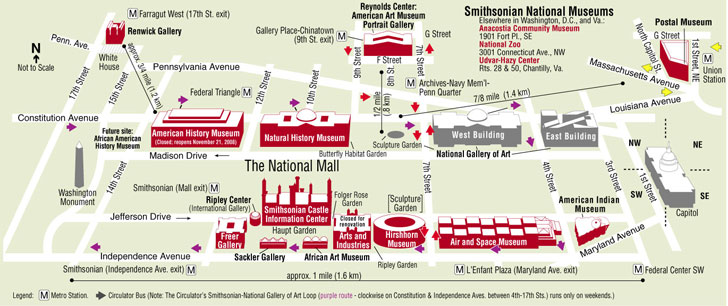 Farragut West (17th St. exit)
Renwick Gallery
N
Not to Scale
Penn. Ave.
White
House
approx. 3/4 mile (1.2 km)
17th Street
15th Street
Pennsylvania Avenue
Reynolds Center:
American Art Museum
Portrait Gallery
Gallery Place-Chinatown
(9th St. exit)
G Street
F Street
9th Street
8th St.
7th Street
Smithsonian National Museums
Elsewhere in Washington, D.C., and Va.:
Anacostia Community Museum
1901 Fort Pl., SE
National Zoo
3001 Connecticut Ave., NW
Udvar-Hazy Center
Rts. 28 & 50, Chantilly, Va.
Postal Museum
G Street
North Capitol St.
1st Street, NE
M
Union
Station
Massachusetts Avenue
Louisiana Avenue
M Archives-Navy Mem'l-
Penn Quarter
1/2 mile
(.8 km)
7/8 mile (1.4 km)
Federal Triangle M
12th Street
10th Street
Constitution Avenue
Future site:
African American
History Museum
American History Museum
(Closed: reopens November 21, 2008)
Natural History Museum
Butterfly Habitat Garden
Sculpture Garden
West Building
East Building
National Gallery of Art
Madison Drive
The National Mall
Washington
Monument
14th Street
7th Street
4th Street
3rd Street
1st Street
NW
NE
SW
SE
Capitol
Smithsonian (Mall exit) M
Ripley Center
(International Gallery)
Smithsonian Castle
Information Center
Haupt Garden
Folger Rose
Garden
Closed for
renovation
Arts and
Industries
[Sculpture
Garden]
Hirshhorn
Museum
Air and Space Museum
American Indian
Museum
Jefferson Drive
Freer
Gallery
Sackler Gallery
African Art Museum
Ripley Garden
Independence Avenue
Maryland Avenue
Smithsonian (Independence Ave. exit) M
M L'Enfant Plaza (Maryland Ave. exit)
M Federal Center SW
approx. 1 mile (1.6 km)
Legend: M Metro Station. Circulator Bus (Note: The Circulator's Smithsonian-National Gallery of Art Loop (purple route - clockwise on Constitution & Independence Aves. between 4th-17th Sts.) runs only on weekends.)